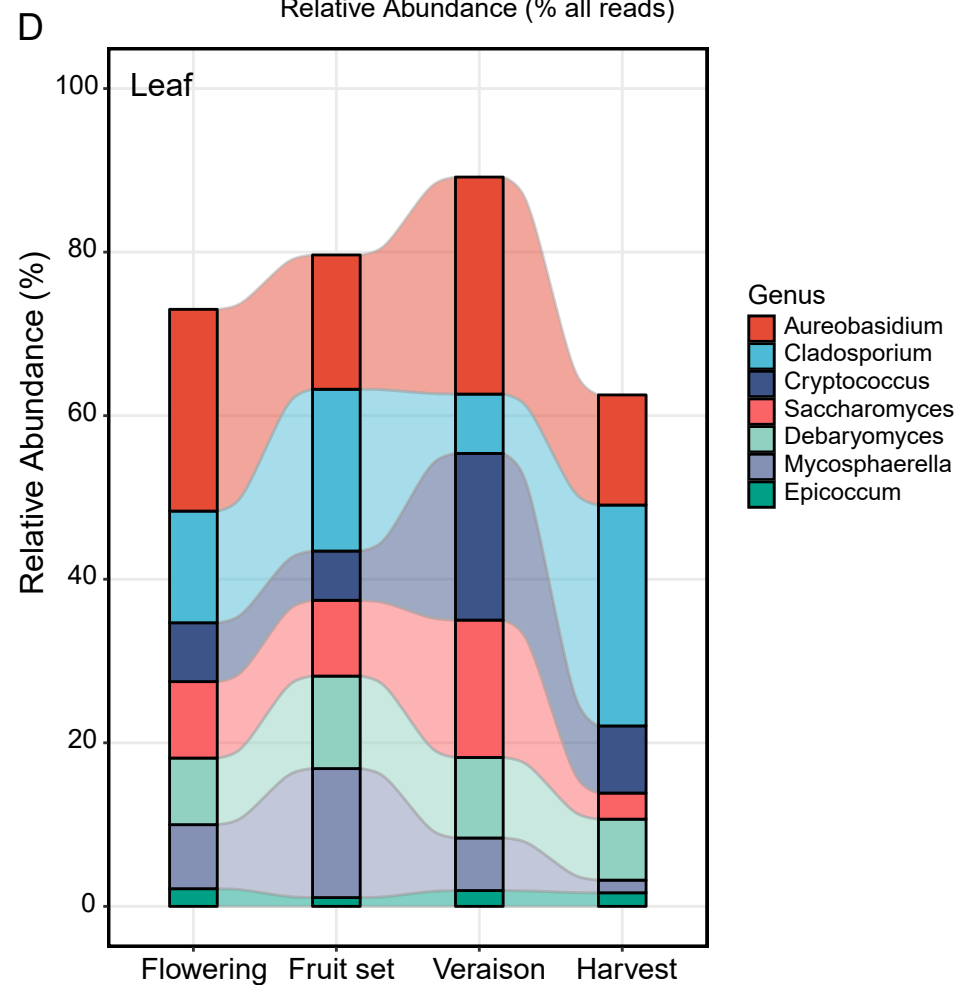 Relative Abundance (% all reads)
D
Leaf
100
80
60
40
20
0
Relative Abundance (%)
Flowering Fruit set Veraison Harvest
Genus
Aureobasidium
Cladosporium
Cryptococcus
Saccharomyces
Debaryomyces
Mycosphaerella
Epicoccum